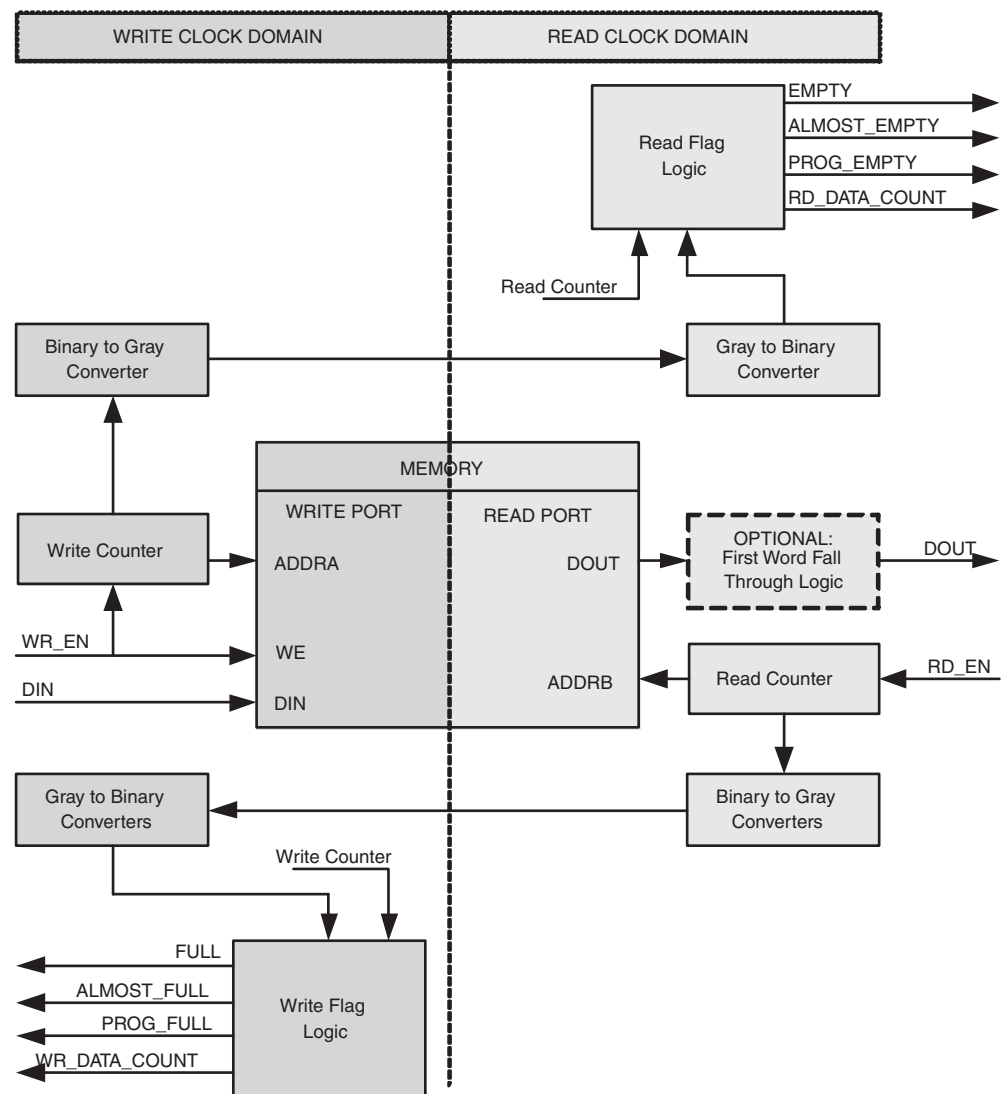 WRITE CLOCK DOMAIN
READ CLOCK DOMAIN
EMPTY
ALMOST_EMPTY
PROG_EMPTY
RD_DATA_COUNT
Read Flag
Logic
Read Counter
Binary to Gray
Converter
Gray to Binary
Converter
MEMORY
WRITE PORT
READ PORT
Write Counter
ADDRA
DOUT
OPTIONAL:
First Word Fall
Through Logic
DOUT
WR_EN
WE
DIN
DIN
ADDRB
Read Counter
RD_EN
Gray to Binary
Converters
Binary to Gray
Converters
Write Counter
FULL
ALMOST_FULL
PROG_FULL
WR_DATA_COUNT
Write Flag
Logic